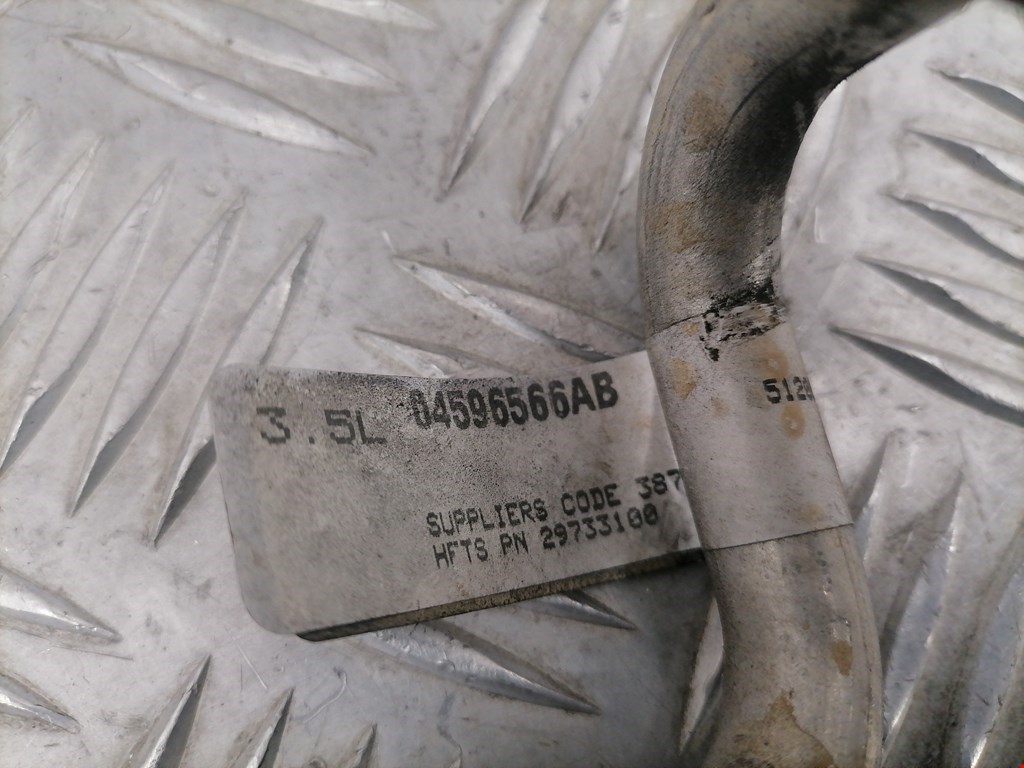 3.5L 04596566AB
SUPPLIERS CODE 387
HFTS PN 29733100